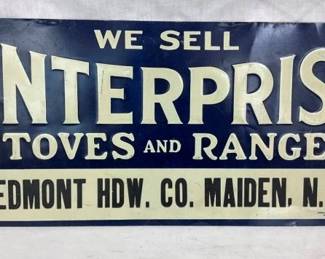 WE SELL
NTERPRIS
TOVES AND RANGE
EDMONT HDW. CO. MAIDEN, N.